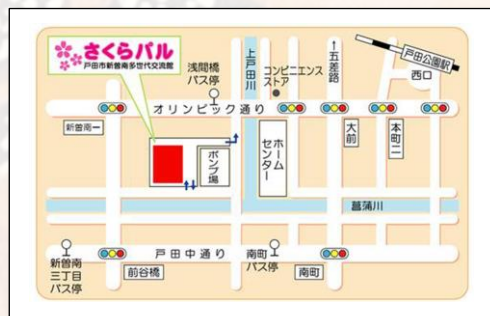 さくらパル
戸田市新曽南多世代交流館
浅間橋
バス停
上戸田川
コンビニエンス
ストア
↑五差路
戸田公園駅
西口
オリンピック通り
新曽南一
大前
本町二
ポンプ場
ホームセンター
菖蒲川
戸田中通り
新曽南
三丁目
バス停
前谷橋
南町
バス停
南町